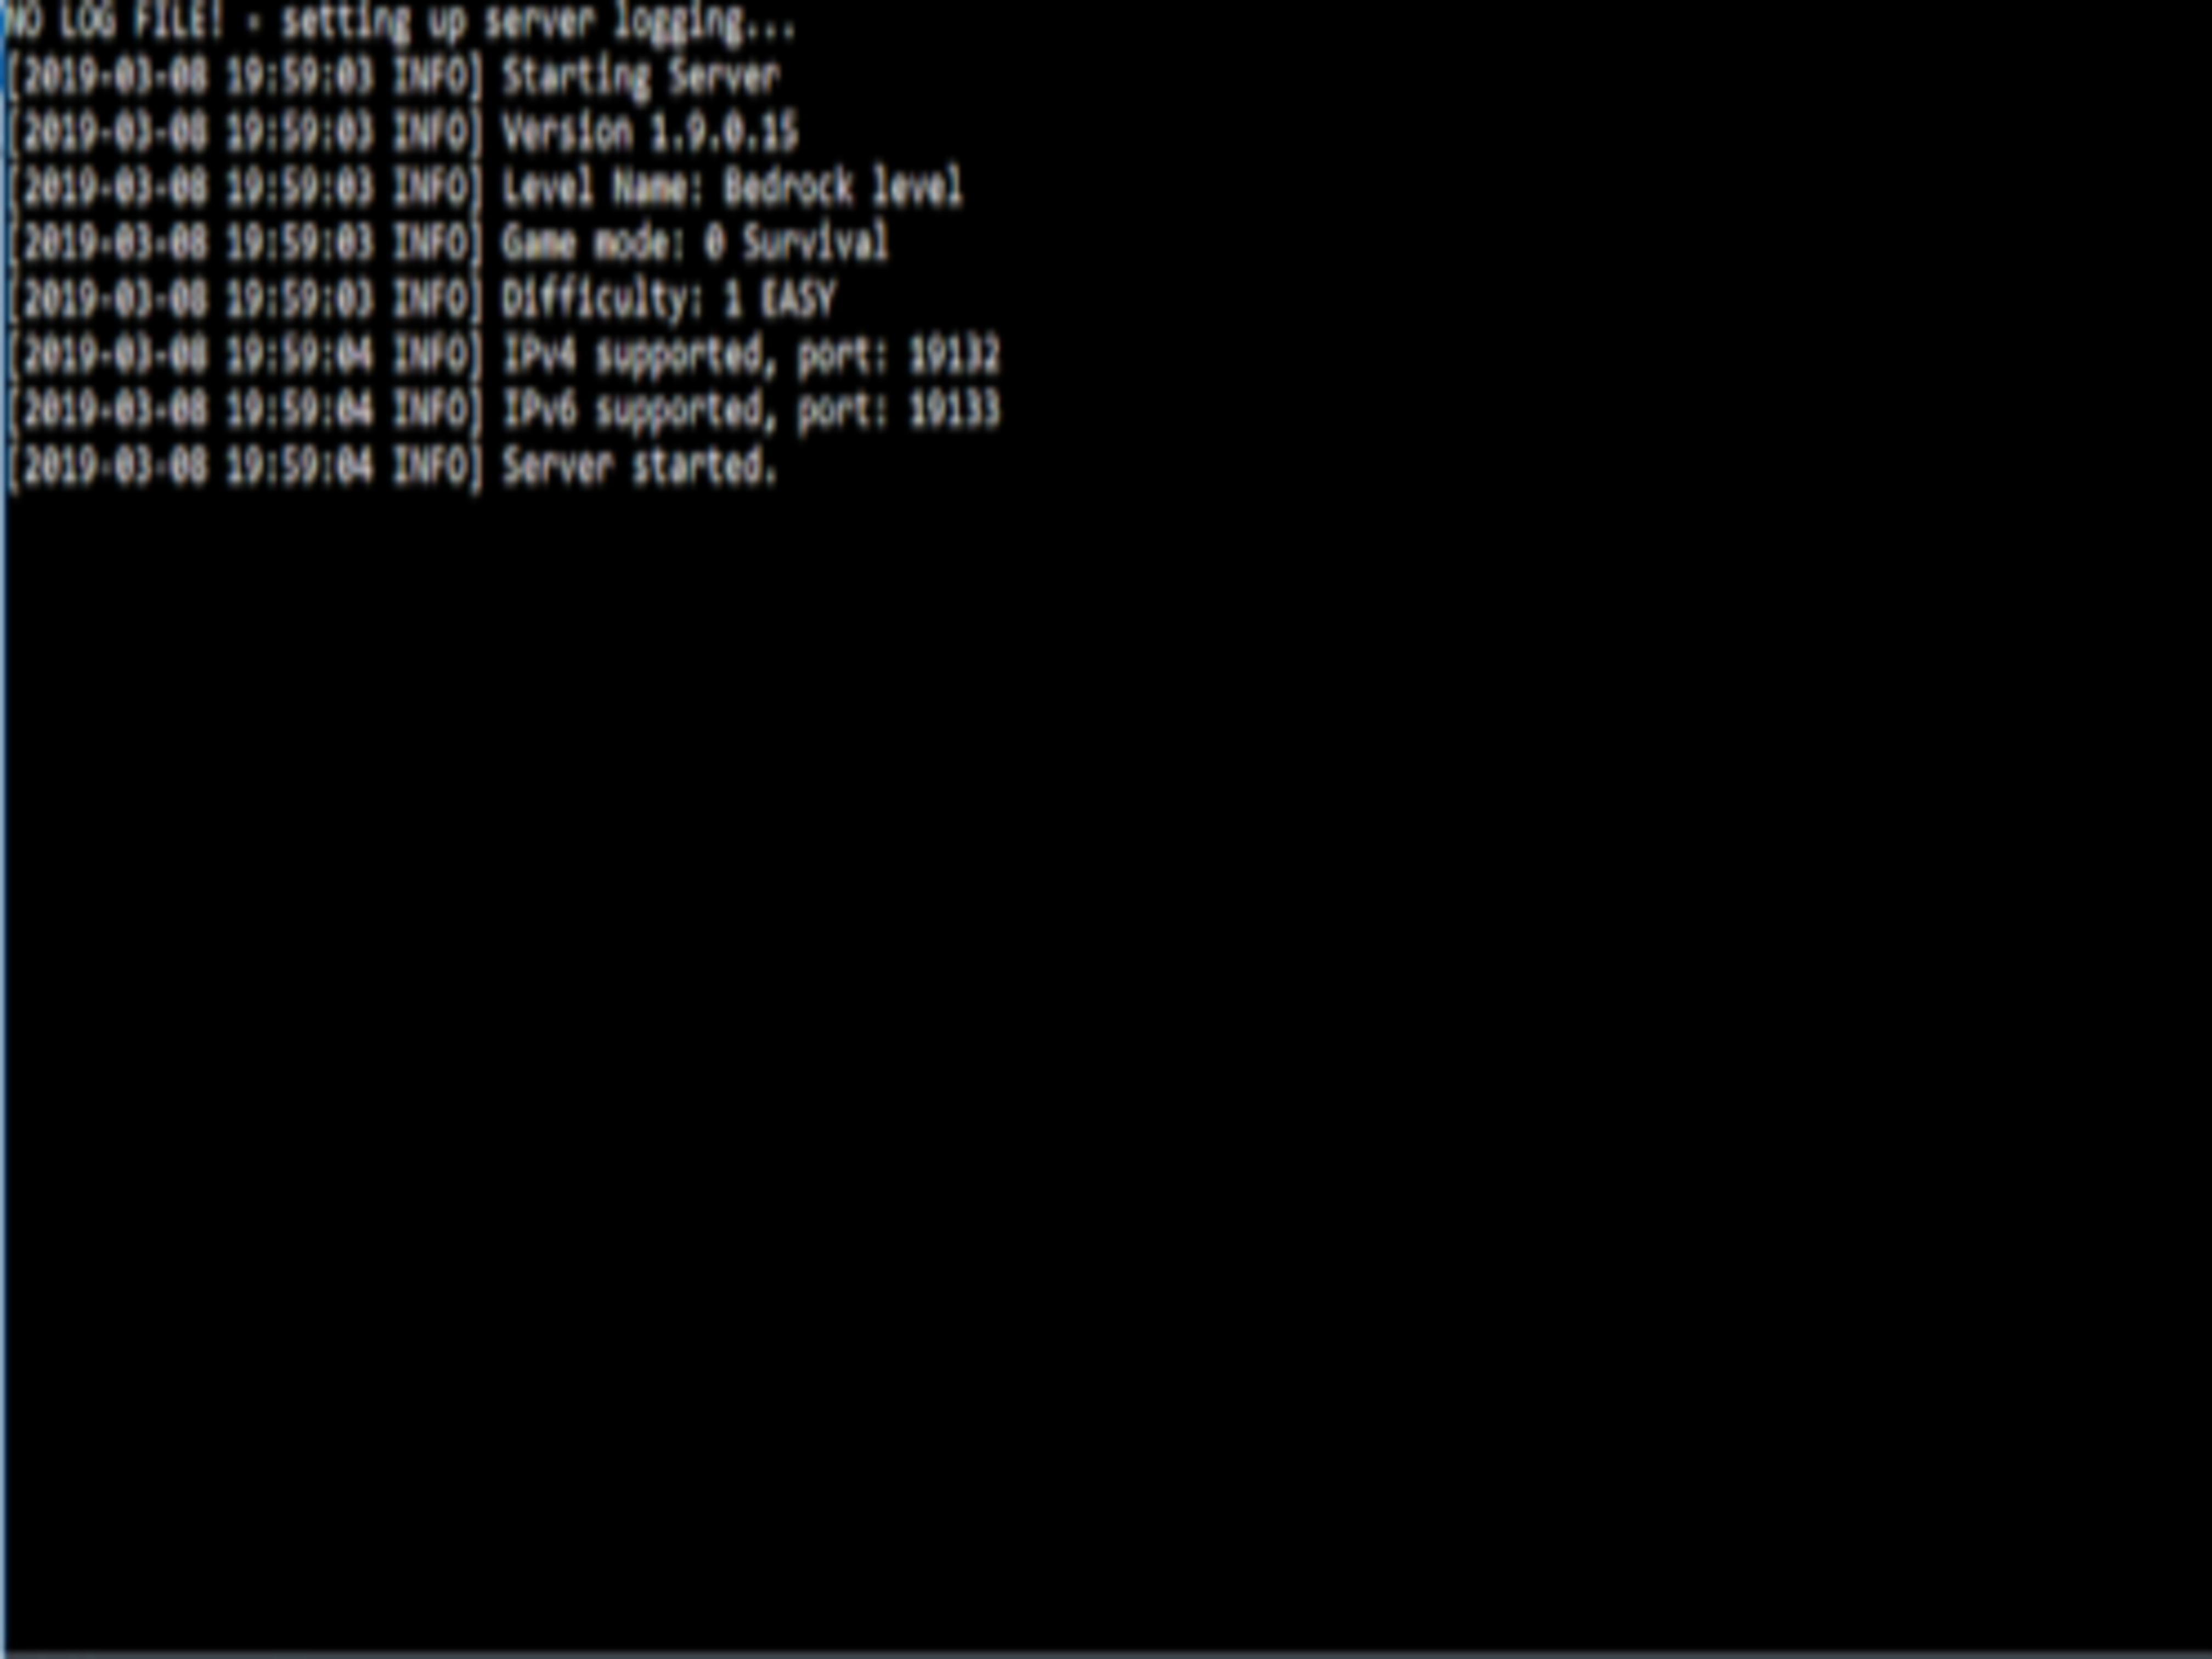 NO LOG FILE! - setting up server logging...
[2019-03-08 19:59:03 INFO] Starting Server
[2019-03-08 19:59:03 INFO] Version 1.9.0.15
[2019-03-08 19:59:03 INFO] Level Name: Bedrock level
[2019-03-08 19:59:03 INFO] Game mode: 0 Survival
[2019-03-08 19:59:03 INFO] Difficulty: 1 EASY
[2019-03-08 19:59:04 INFO] IPv4 supported, port: 19132
[2019-03-08 19:59:04 INFO] IPv6 supported, port: 19133
[2019-03-08 19:59:04 INFO] Server started.